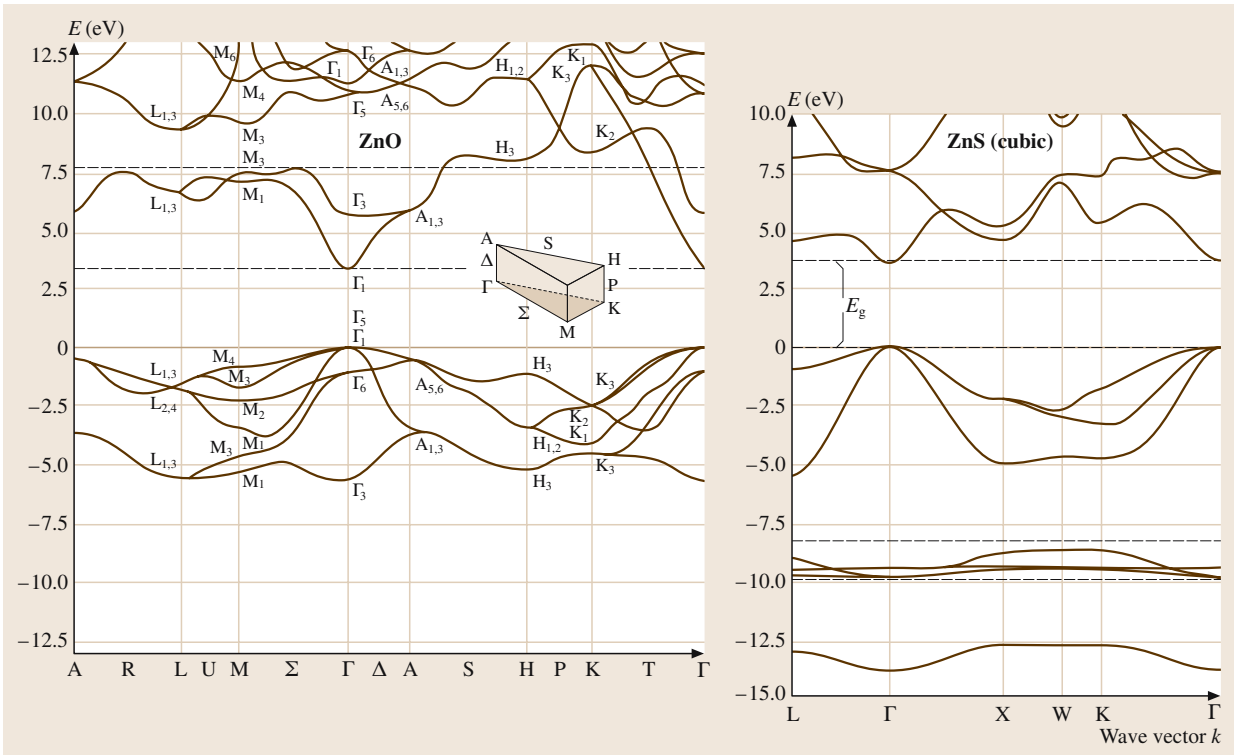 E (eV)
12.5
10.0
7.5
5.0
2.5
0
−2.5
−5.0
−7.5
−10.0
−12.5
A R L U M Σ Γ Δ A S H P K T Γ
ZnO
M6
M4
M3
M3
M1
L1,3
L1,3
Γ6
Γ1
Γ5
Γ3
Γ1
A1,3
A5,6
A1,3
H1,2
H3
K1
K3
K2
Γ5
Γ1
Γ6
Γ3
L1,3
L2,4
L1,3
M4
M3
M2
M1
M3
M1
A5,6
A1,3
H3
H1,2
H3
K3
K2
K1
K3
A
S
H
Δ
Γ
P
K
Σ
M
E (eV)
10.0
7.5
5.0
2.5
0
−2.5
−5.0
−7.5
−10.0
−12.5
−15.0
ZnS (cubic)
Eg
L Γ X W K Γ
Wave vector k